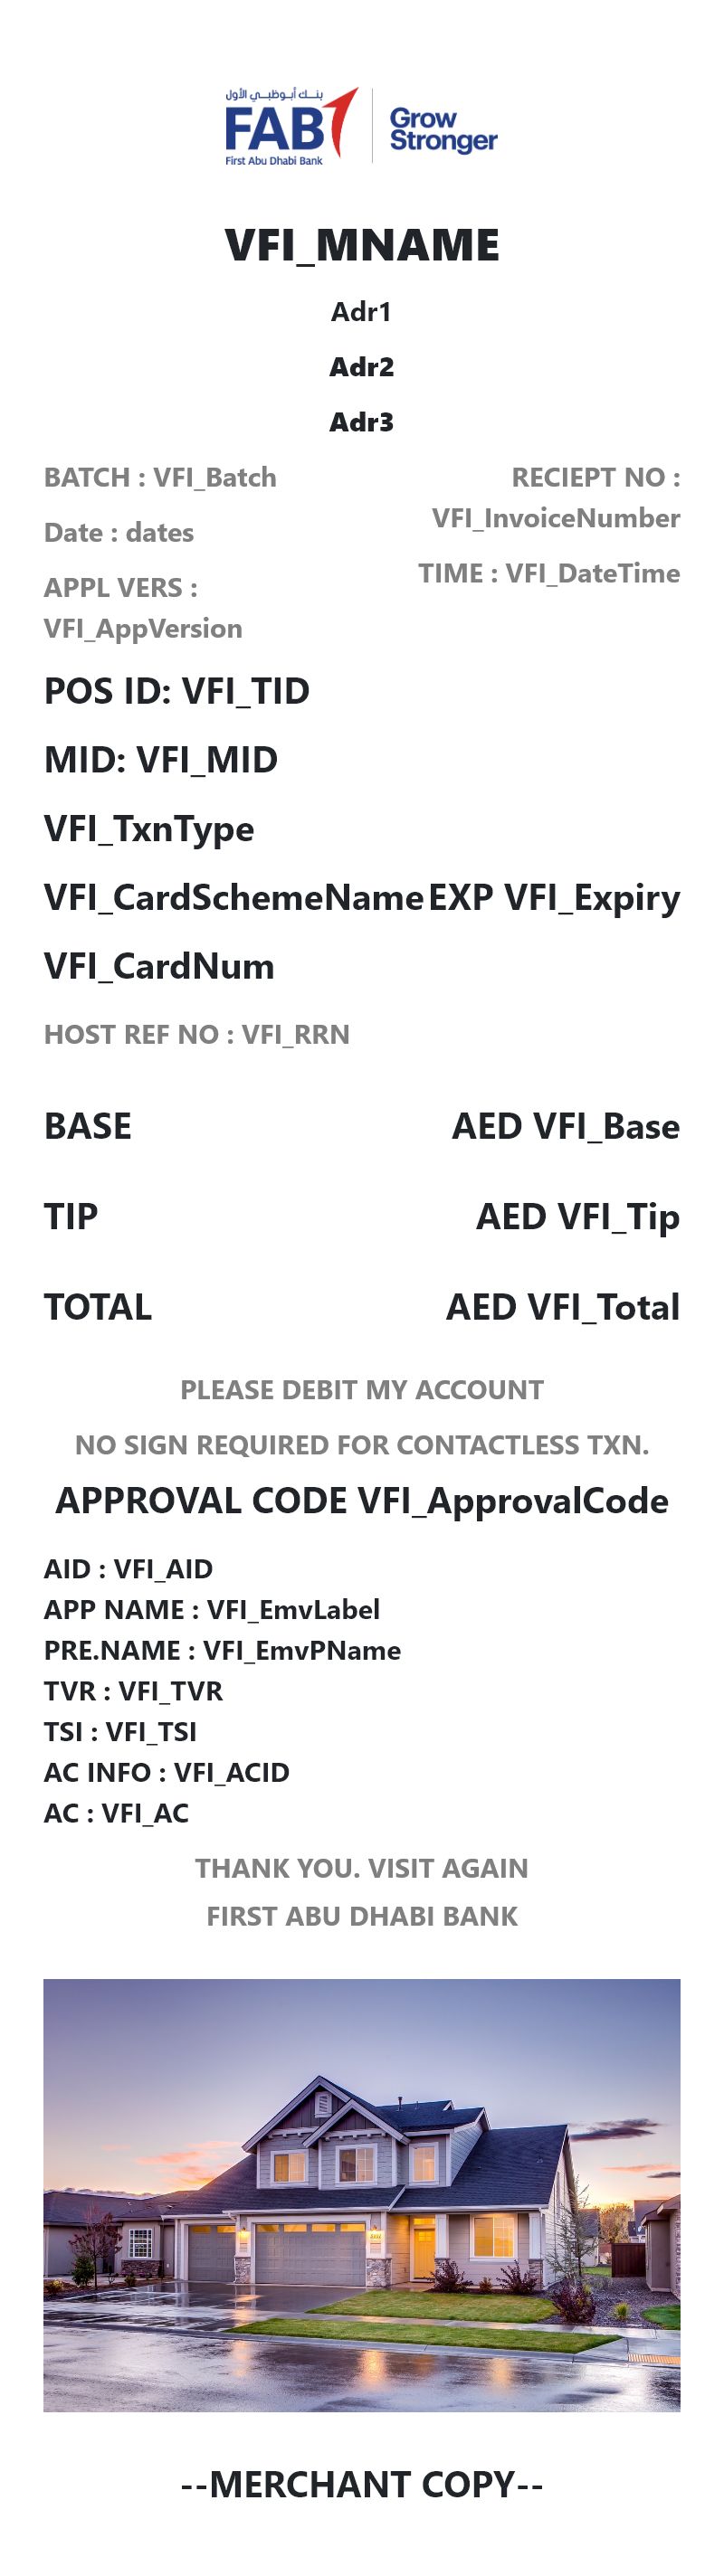 بنك أبوظبي الأول
FAB
First Abu Dhabi Bank
Grow
Stronger
VFI_MNAME
Adr1
Adr2
Adr3
BATCH : VFI_Batch
RECIEPT NO :
VFI_InvoiceNumber
Date : dates
TIME : VFI_DateTime
APPL VERS :
VFI_AppVersion
POS ID: VFI_TID
MID: VFI_MID
VFI_TxnType
VFI_CardSchemeName EXP VFI_Expiry
VFI_CardNum
HOST REF NO : VFI_RRN
BASE AED VFI_Base
TIP AED VFI_Tip
TOTAL AED VFI_Total
PLEASE DEBIT MY ACCOUNT
NO SIGN REQUIRED FOR CONTACTLESS TXN.
APPROVAL CODE VFI_ApprovalCode
AID : VFI_AID
APP NAME : VFI_EmvLabel
PRE.NAME : VFI_EmvPName
TVR : VFI_TVR
TSI : VFI_TSI
AC INFO : VFI_ACID
AC : VFI_AC
THANK YOU. VISIT AGAIN
FIRST ABU DHABI BANK
--MERCHANT COPY--